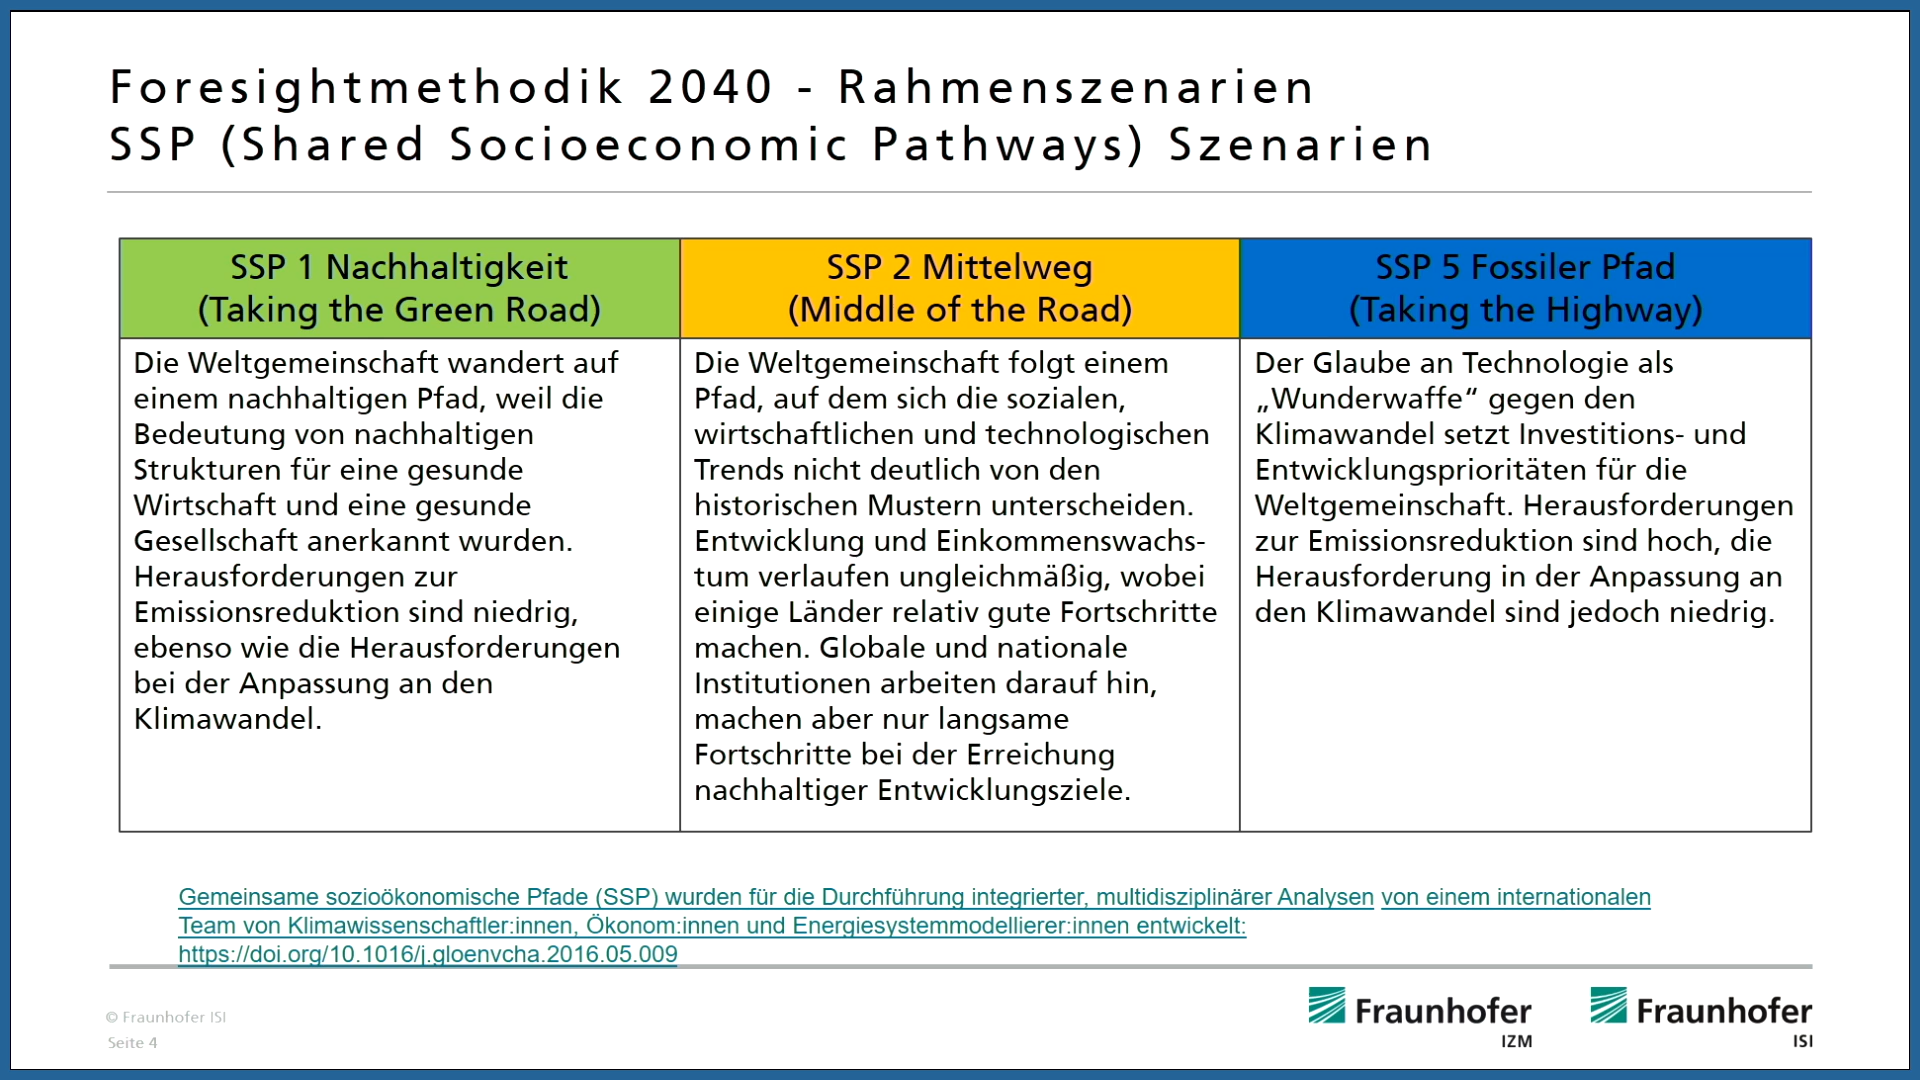 Foresightmethodik 2040 - Rahmenszenarien
SSP (Shared Socioeconomic Pathways) Szenarien
SSP 1 Nachhaltigkeit
(Taking the Green Road)
Die Weltgemeinschaft wandert auf
einem nachhaltigen Pfad, weil die
Bedeutung von nachhaltigen
Strukturen für eine gesunde
Wirtschaft und eine gesunde
Gesellschaft anerkannt wurden.
Herausforderungen zur
Emissionsreduktion sind niedrig,
ebenso wie die Herausforderungen
bei der Anpassung an den
Klimawandel.
SSP 2 Mittelweg
(Middle of the Road)
Die Weltgemeinschaft folgt einem
Pfad, auf dem sich die sozialen,
wirtschaftlichen und technologischen
Trends nicht deutlich von den
historischen Mustern unterscheiden.
Entwicklung und Einkommenswachs-
tum verlaufen ungleichmäßig, wobei
einige Länder relativ gute Fortschritte
machen. Globale und nationale
Institutionen arbeiten darauf hin,
machen aber nur langsame
Fortschritte bei der Erreichung
nachhaltiger Entwicklungsziele.
SSP 5 Fossiler Pfad
(Taking the Highway)
Der Glaube an Technologie als
„Wunderwaffe“ gegen den
Klimawandel setzt Investitions- und
Entwicklungsprioritäten für die
Weltgemeinschaft. Herausforderungen
zur Emissionsreduktion sind hoch, die
Herausforderung in der Anpassung an
den Klimawandel sind jedoch niedrig.
Gemeinsame sozioökonomische Pfade (SSP) wurden für die Durchführung integrierter, multidisziplinärer Analysen von einem internationalen
Team von Klimawissenschaftler:innen, Ökonom:innen und Energiesystemmodellierer:innen entwickelt:
https://doi.org/10.1016/j.gloenvcha.2016.05.009
© Fraunhofer ISI
Seite 4
Fraunhofer
IZM
Fraunhofer
ISI